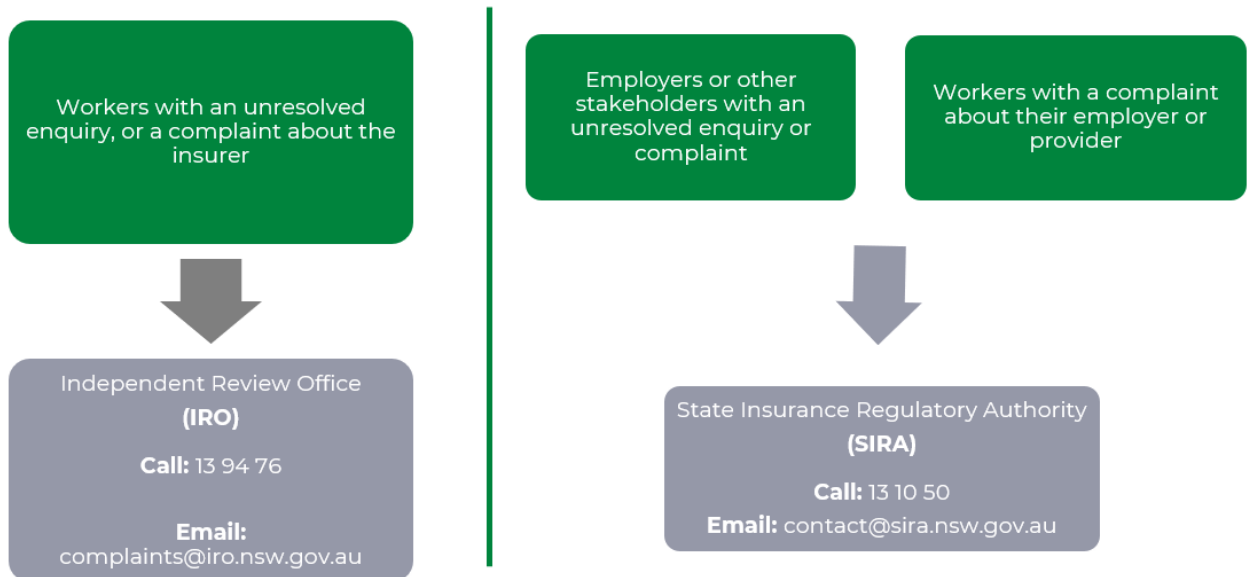 Workers with an unresolved
enquiry, or a complaint about the
insurer
Independent Review Office
(IRO)
Call: 13 94 76
Email:
complaints@iro.nsw.gov.au
Employers or other
stakeholders with an
unresolved enquiry or
complaint
Workers with a complaint
about their employer or
provider
State Insurance Regulatory Authority
(SIRA)
Call: 13 10 50
Email: contact@sira.nsw.gov.au